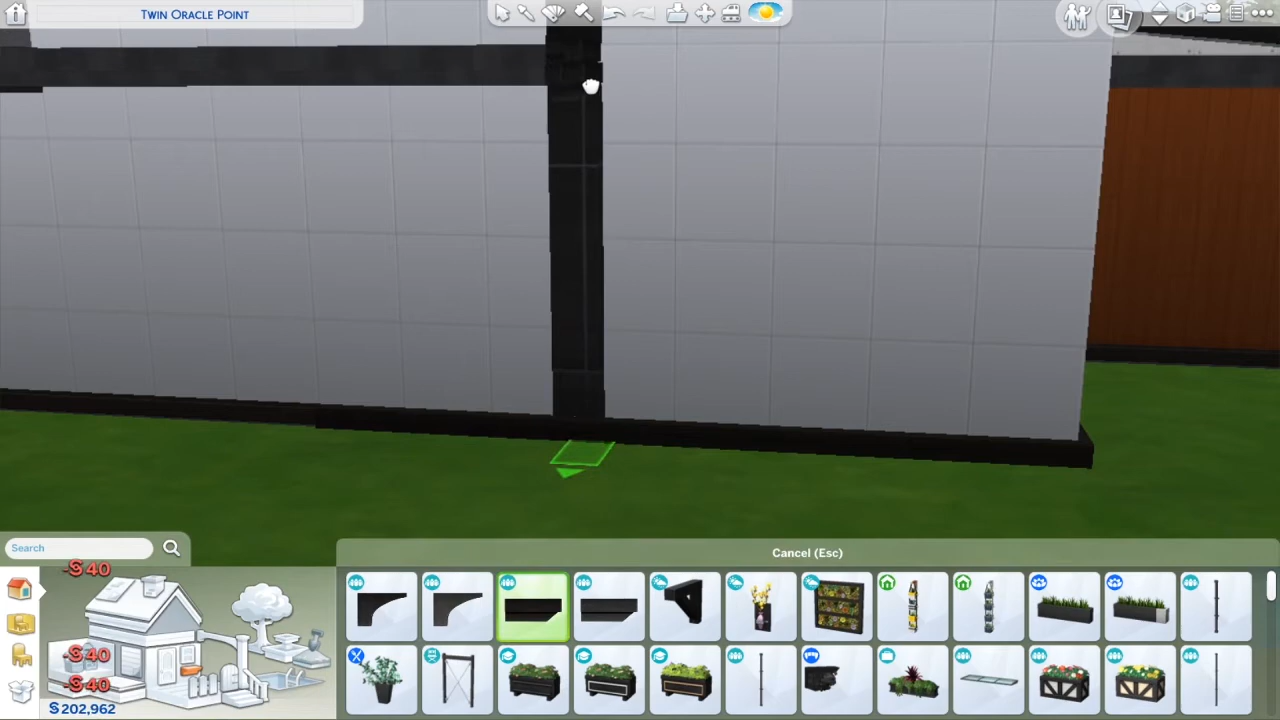 TWIN ORACLE POINT
Search
Cancel (Esc)
-§40
-§40
-§40
§202,962